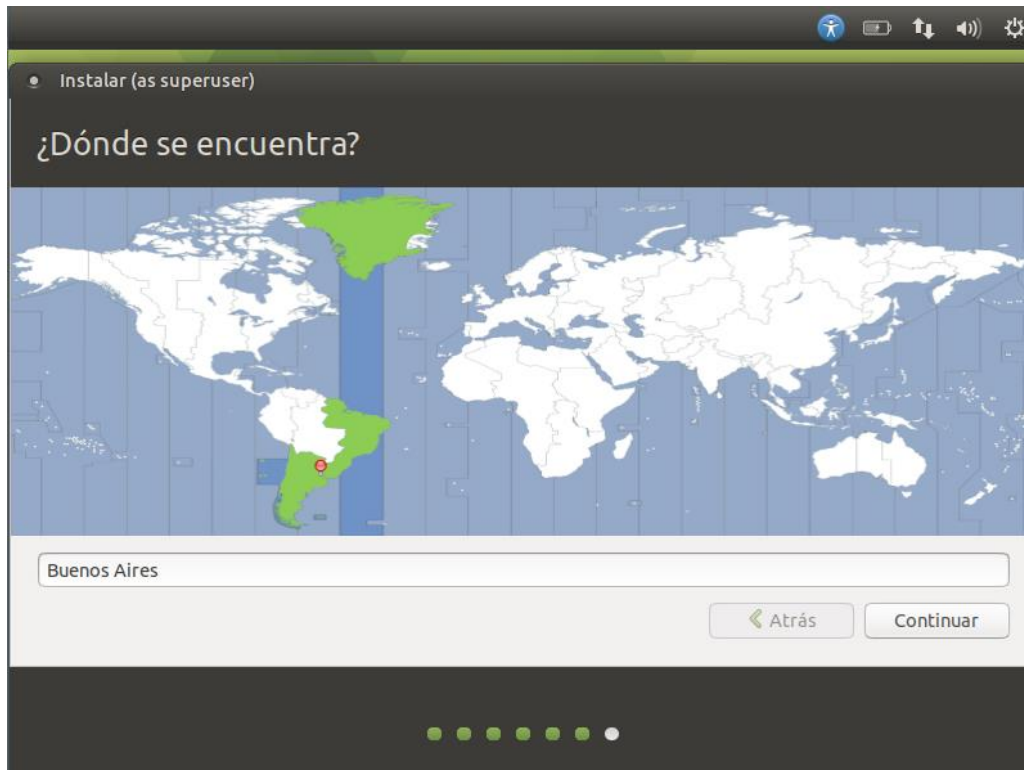 Instalar (as superuser)
¿Dónde se encuentra?
Buenos Aires
Atrás
Continuar